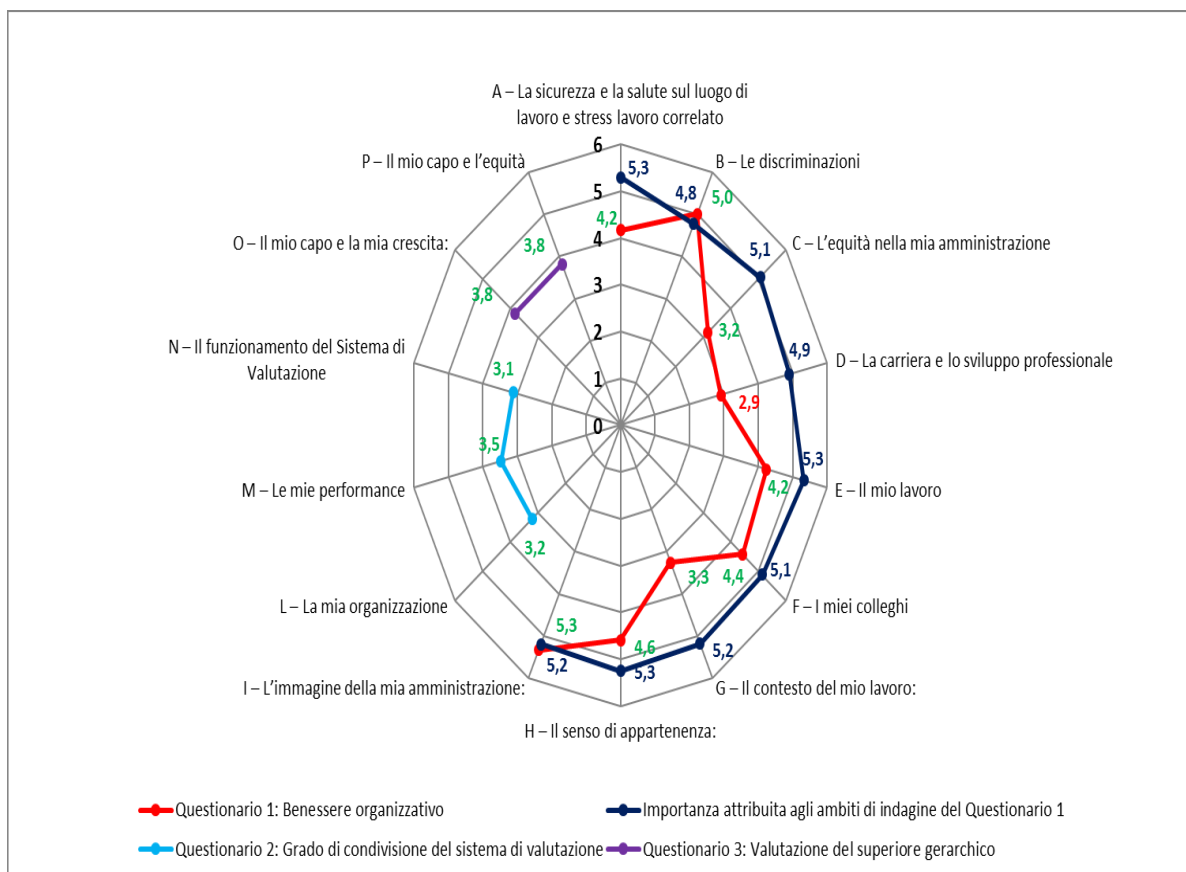 A – La sicurezza e la salute sul luogo di
lavoro e stress lavoro correlato
P – Il mio capo e l'equità
6
B – Le discriminazioni
5,3
4,8
5,0
5
4,2
O – Il mio capo e la mia crescita:
3,8
4
5,1
C – L'equità nella mia amministrazione
3,8
3
3,2
N – Il funzionamento del Sistema di
Valutazione
3,1
2
4,9
D – La carriera e lo sviluppo professionale
1
2,9
0
3,5
5,3
M – Le mie performance
4,2
E – Il mio lavoro
3,2
3,3
4,4
5,1
L – La mia organizzazione
F – I miei colleghi
5,3
4,6
5,2
5,2
5,3
I – L'immagine della mia amministrazione:
G – Il contesto del mio lavoro:
H – Il senso di appartenenza:
Questionario 1: Benessere organizzativo
Importanza attribuita agli ambiti di indagine del Questionario 1
Questionario 2: Grado di condivisione del sistema di valutazione
Questionario 3: Valutazione del superiore gerarchico